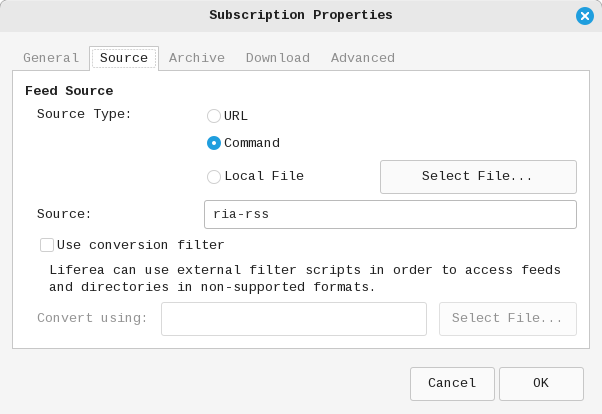 Subscription Properties
General Source Archive Download Advanced
Feed Source
Source Type:
URL
Command
Local File
Select File...
Source:
ria-rss
Use conversion filter
Liferea can use external filter scripts in order to access feeds
and directories in non-supported formats.
Convert using:
Select File...
Cancel
OK